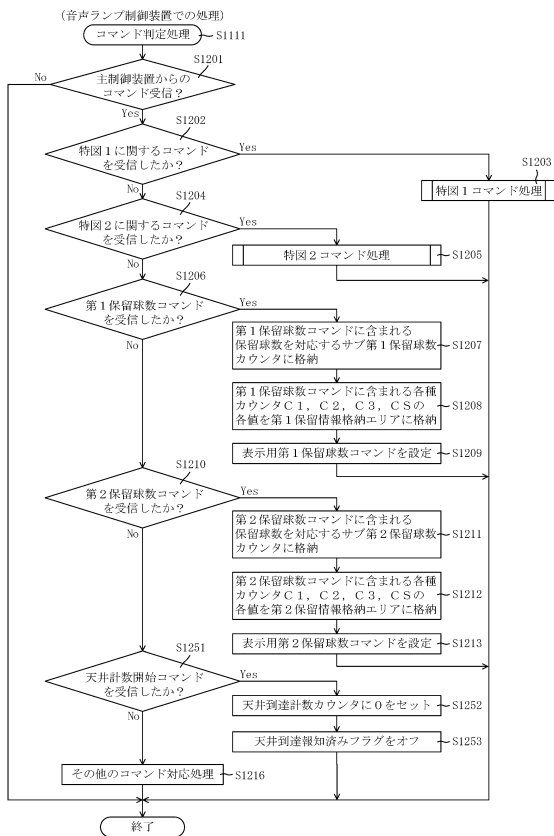 （音声ランプ制御装置での処理）
コマンド判定処理
S1111
S1201
No
主制御装置からの
コマンド受信？
Yes
S1202
特図１に関するコマンド
を受信したか？
Yes
S1203
特図１コマンド処理
No
S1204
特図２に関するコマンド
を受信したか？
Yes
特図２コマンド処理
S1205
No
S1206
第１保留球数コマンド
を受信したか？
Yes
第１保留球数コマンドに含まれる
保留球数を対応するサブ第１保留球数
カウンタに格納
S1207
No
第１保留球数コマンドに含まれる各種
カウンタＣ１，Ｃ２，Ｃ３，ＣＳの
各値を第１保留情報格納エリアに格納
S1208
表示用第１保留球数コマンドを設定
S1209
S1210
第２保留球数コマンド
を受信したか？
Yes
第２保留球数コマンドに含まれる
保留球数を対応するサブ第２保留球数
カウンタに格納
S1211
No
第２保留球数コマンドに含まれる各種
カウンタＣ１，Ｃ２，Ｃ３，ＣＳの
各値を第２保留情報格納エリアに格納
S1212
表示用第２保留球数コマンドを設定
S1213
S1251
天井計数開始コマンド
を受信したか？
Yes
天井到達計数カウンタに０をセット
S1252
No
天井到達報知済みフラグをオフ
S1253
その他のコマンド対応処理
S1216
終了